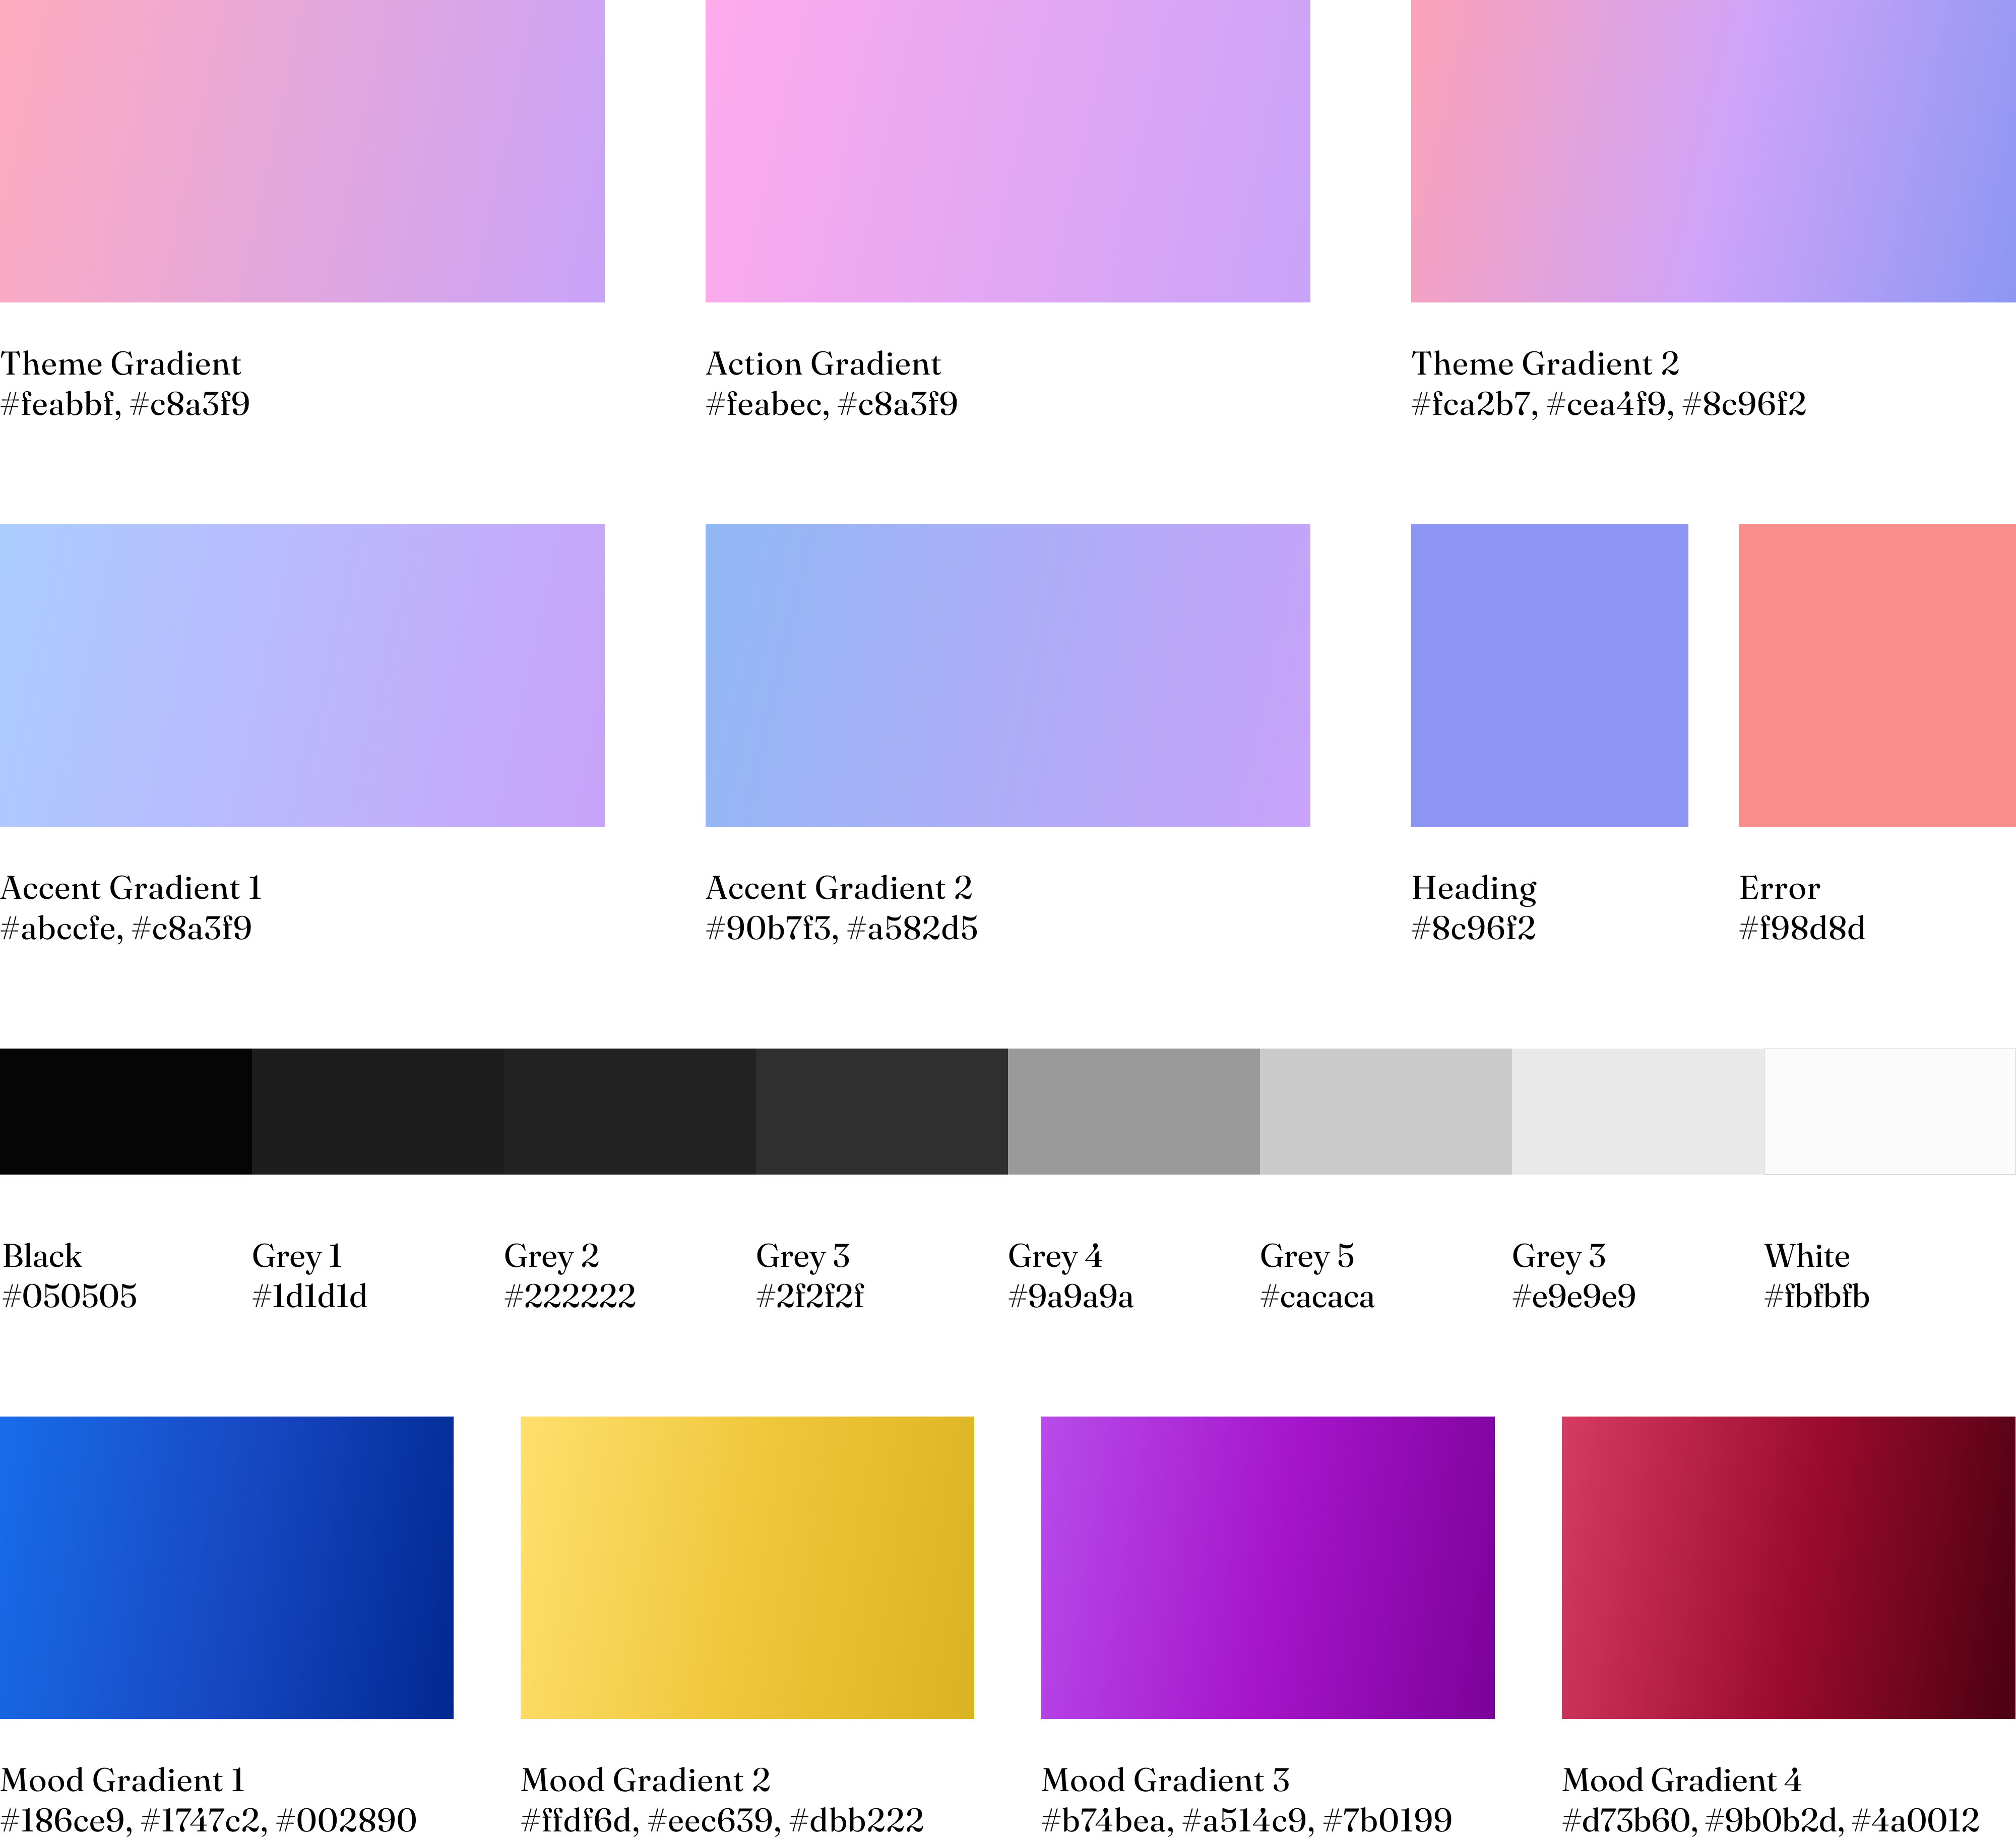 Theme Gradient
#feabbf, #c8a3f9
Action Gradient
#feabec, #c8a3f9
Theme Gradient 2
#fca2b7, #cea4f9, #8c96f2
Accent Gradient 1
#abccfe, #c8a3f9
Accent Gradient 2
#90b7f3, #a582d5
Heading
#8c96f2
Error
#f98d8d
Black
#050505
Grey 1
#1d1d1d
Grey 2
#222222
Grey 3
#2f2f2f
Grey 4
#9a9a9a
Grey 5
#cacaca
Grey 3
#e9e9e9
White
#fbfbfb
Mood Gradient 1
#186ce9, #1747c2, #002890
Mood Gradient 2
#ffdf6d, #eec639, #dbb222
Mood Gradient 3
#b74bea, #a514c9, #7b0199
Mood Gradient 4
#d73b60, #9b0b2d, #4a0012